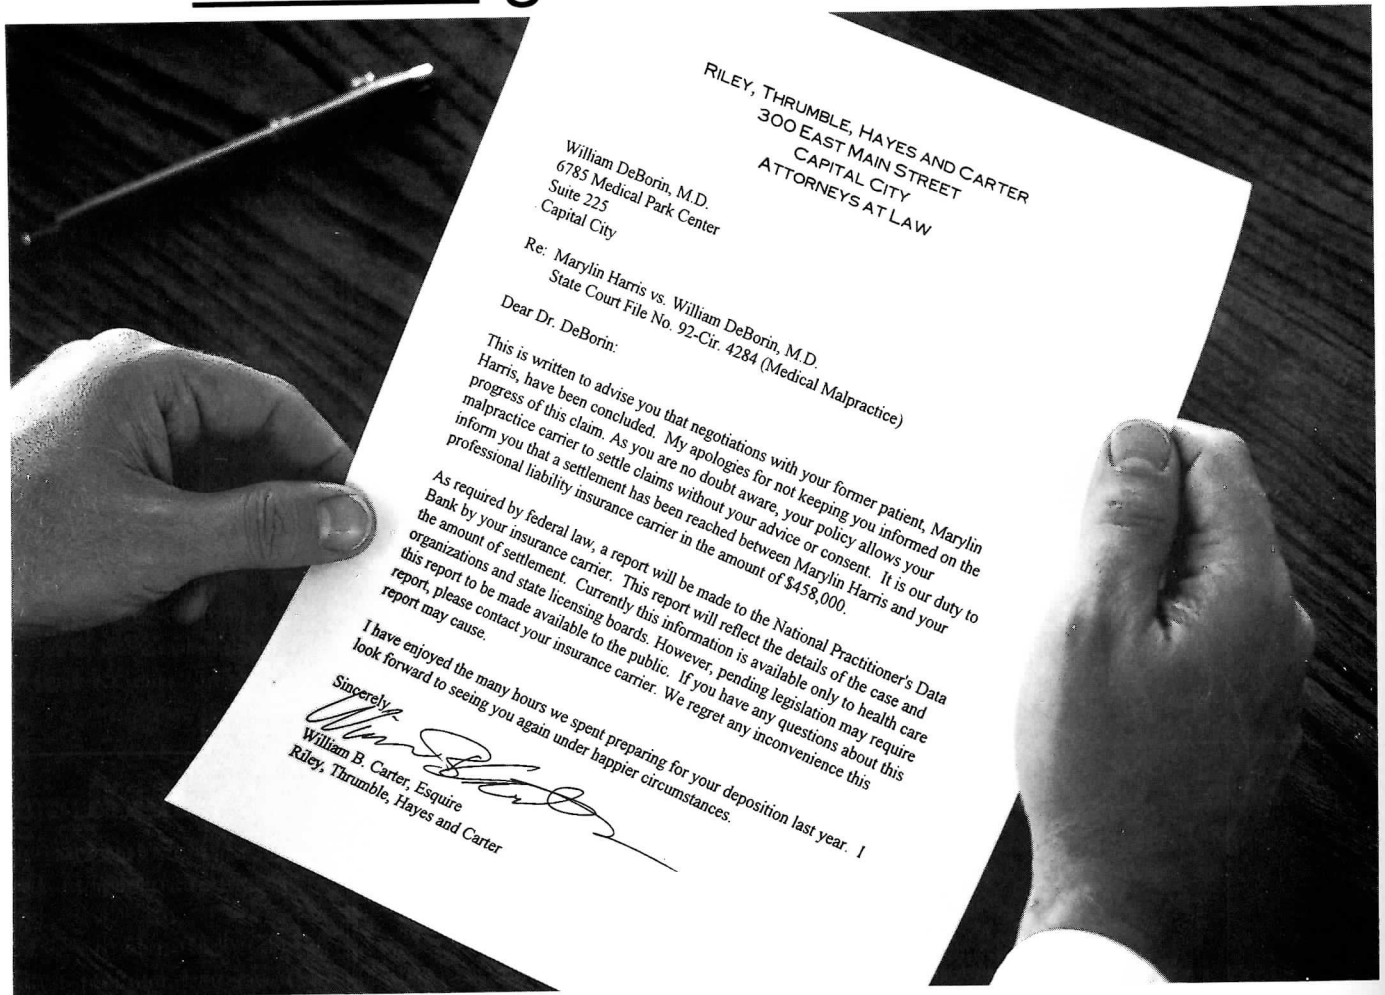 RILEY, THRUMBLE, HAYES AND CARTER
300 EAST MAIN STREET
CAPITAL CITY
ATTORNEYS AT LAW
William DeBorin, M.D.
6785 Medical Park Center
Suite 225
Capital City
Re: Marylin Harris vs. William DeBorin, M.D.
State Court File No. 92-Cir. 4284 (Medical Malpractice)
Dear Dr. DeBorin:
This is written to advise you that negotiations with your former patient, Marylin
Harris, have been concluded. My apologies for not keeping you informed on the
progress of this claim. As you are no doubt aware, your policy allows your
malpractice carrier to settle claims without your advice or consent. It is our duty to
inform you that a settlement has been reached between Marylin Harris and your
professional liability insurance carrier in the amount of $458,000.
As required by federal law, a report will be made to the National Practitioner's Data
Bank by your insurance carrier. This report will reflect the details of the case and
the amount of settlement. Currently this information is available only to health care
organizations and state licensing boards. However, pending legislation may require
this report to be made available to the public. If you have any questions about this
report, please contact your insurance carrier. We regret any inconvenience this
report may cause.
I have enjoyed the many hours we spent preparing for your deposition last year. I
look forward to seeing you again under happier circumstances.
Sincerely,
William B. Carter, Esquire
Riley, Thrumble, Hayes and Carter